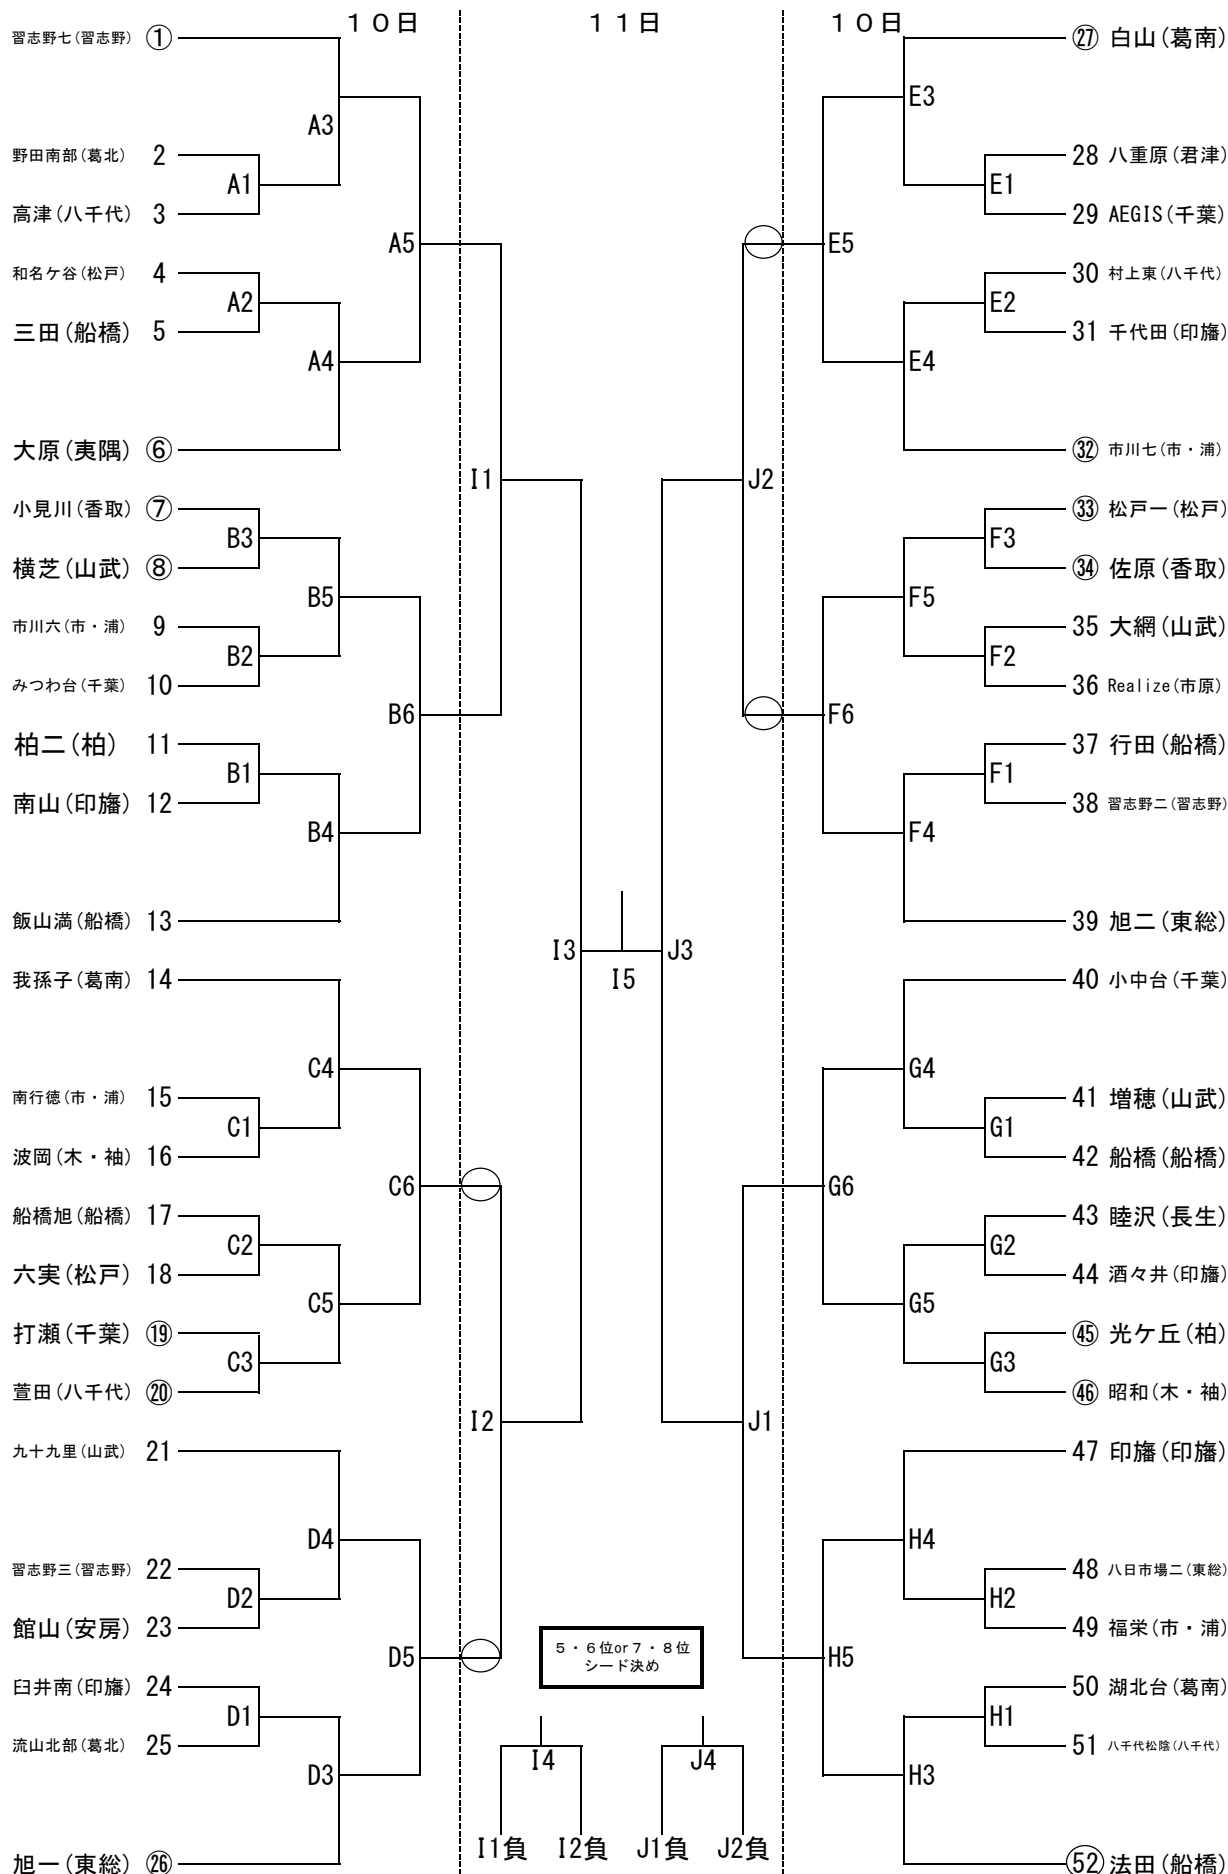 １０日
１１日
１０日
習志野七(習志野) ①
A3
野田南部(葛北) 2
A1
高津(八千代) 3
A5
和名ケ谷(松戸) 4
A2
三田(船橋) 5
A4
大原(夷隅) ⑥
I1
小見川(香取) ⑦
B3
横芝(山武) ⑧
B5
市川六(市・浦) 9
B2
みつわ台(千葉) 10
B6
柏二(柏) 11
B1
南山(印旛) 12
B4
飯山満(船橋) 13
I3
I5
J3
我孫子(葛南) 14
C4
南行徳(市・浦) 15
C1
波岡(木・袖) 16
C6
船橋旭(船橋) 17
C2
六実(松戸) 18
C5
打瀬(千葉) ⑲
C3
萱田(八千代) ⑳
I2
九十九里(山武) 21
D4
習志野三(習志野) 22
D2
館山(安房) 23
D5
臼井南(印旛) 24
D1
流山北部(葛北) 25
D3
旭一(東総) ㉖
㉗ 白山(葛南)
E3
28 八重原(君津)
E1
29 AEGIS(千葉)
E5
30 村上東(八千代)
E2
31 千代田(印旛)
E4
㉜ 市川七(市・浦)
J2
㉝ 松戸一(松戸)
F3
㉞ 佐原(香取)
F5
35 大網(山武)
F2
36 Realize(市原)
F6
37 行田(船橋)
F1
38 習志野二(習志野)
F4
39 旭二(東総)
40 小中台(千葉)
G4
41 増穂(山武)
G1
42 船橋(船橋)
G6
43 睦沢(長生)
G2
44 酒々井(印旛)
G5
㊺ 光ケ丘(柏)
G3
㊻ 昭和(木・袖)
J1
47 印旛(印旛)
H4
48 八日市場二(東総)
H2
49 福栄(市・浦)
H5
50 湖北台(葛南)
H1
51 八千代松陰(八千代)
H3
52 法田(船橋)
５・６位or７・８位
シード決め
I4
J4
I1負 I2負 J1負 J2負